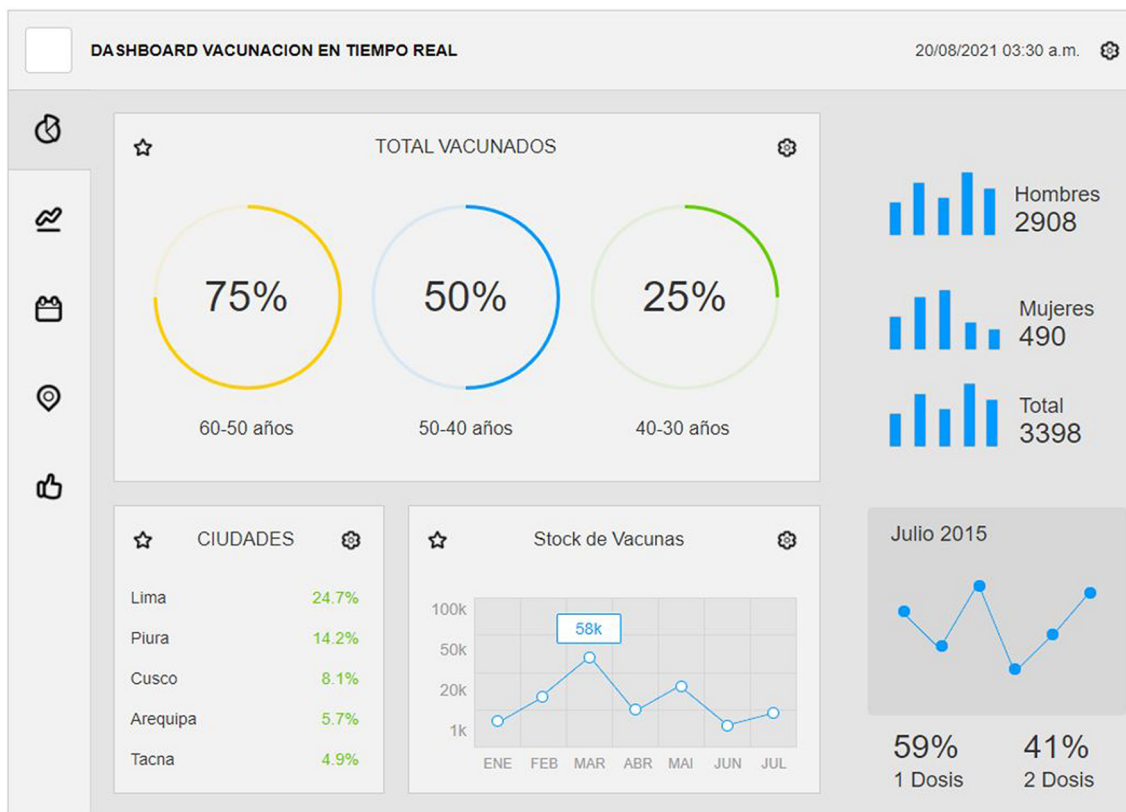 DASHBOARD VACUNACION EN TIEMPO REAL
20/08/2021 03:30 a.m.
TOTAL VACUNADOS
75%
50%
25%
60-50 años
50-40 años
40-30 años
Hombres
2908
Mujeres
490
Total
3398
CIUDADES
Lima 24.7%
Piura 14.2%
Cusco 8.1%
Arequipa 5.7%
Tacna 4.9%
Stock de Vacunas
100k
50k
20k
1k
58k
ENE FEB MAR ABR MAI JUN JUL
Julio 2015
59%
1 Dosis
41%
2 Dosis